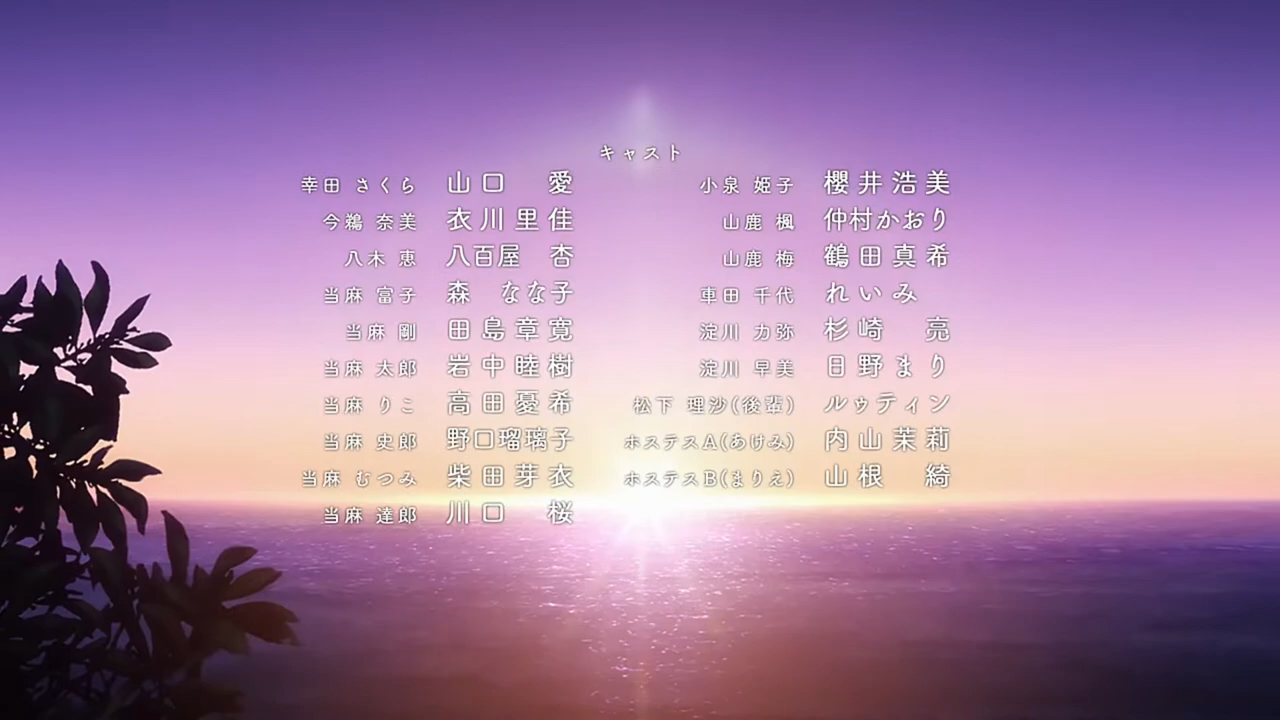 キャスト
幸田 さくら 山口 愛
今鵜 奈美 衣川里佳
八木 恵 八百屋 杏
当麻 富子 森 なな子
当麻 剛 田島章寛
当麻 太郎 岩中睦樹
当麻 りこ 高田憂希
当麻 史郎 野口瑠璃子
当麻 むつみ 柴田芽衣
当麻 達郎 川口 桜
小泉 姫子 櫻井浩美
山鹿 楓 仲村かおり
山鹿 梅 鶴田真希
車田 千代 れいみ
淀川 力弥 杉崎 亮
淀川 早美 日野まり
松下 理沙(後輩) ルゥティン
ホステスA(あけみ) 内山茉莉
ホステスB(まりえ) 山根 綺